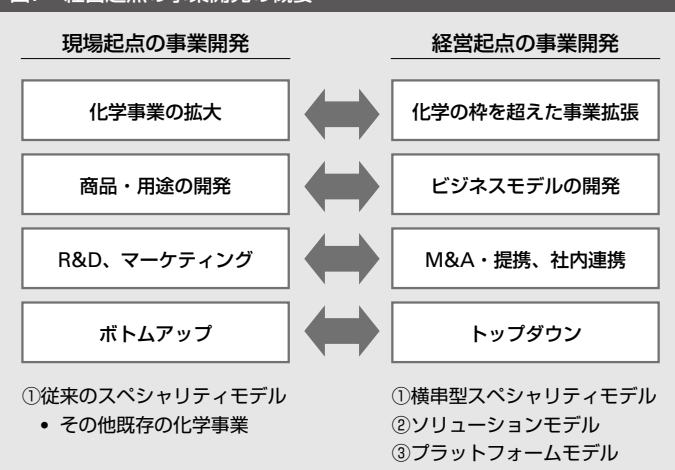 現場起点の事業開発
経営起点の事業開発
化学事業の拡大
化学の枠を超えた事業拡張
商品・用途の開発
ビジネスモデルの開発
R&D、マーケティング
M&A・提携、社内連携
ボトムアップ
トップダウン
①従来のスペシャリティモデル
• その他既存の化学事業
①横串型スペシャリティモデル
②ソリューションモデル
③プラットフォームモデル